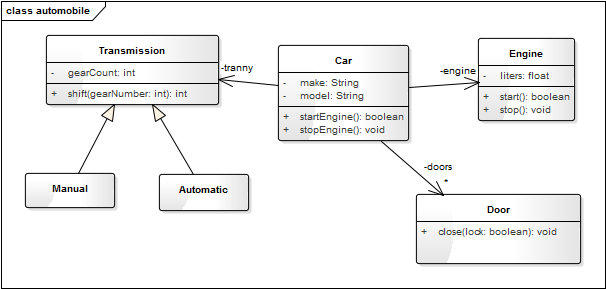 class automobile
Transmission
- gearCount: int
+ shift(gearNumber: int): int
-tranny
Car
- make: String
- model: String
+ startEngine(): boolean
+ stopEngine(): void
-engine
Engine
- liters: float
+ start(): boolean
+ stop(): void
Manual
Automatic
-doors
*
Door
+ close(lock: boolean): void